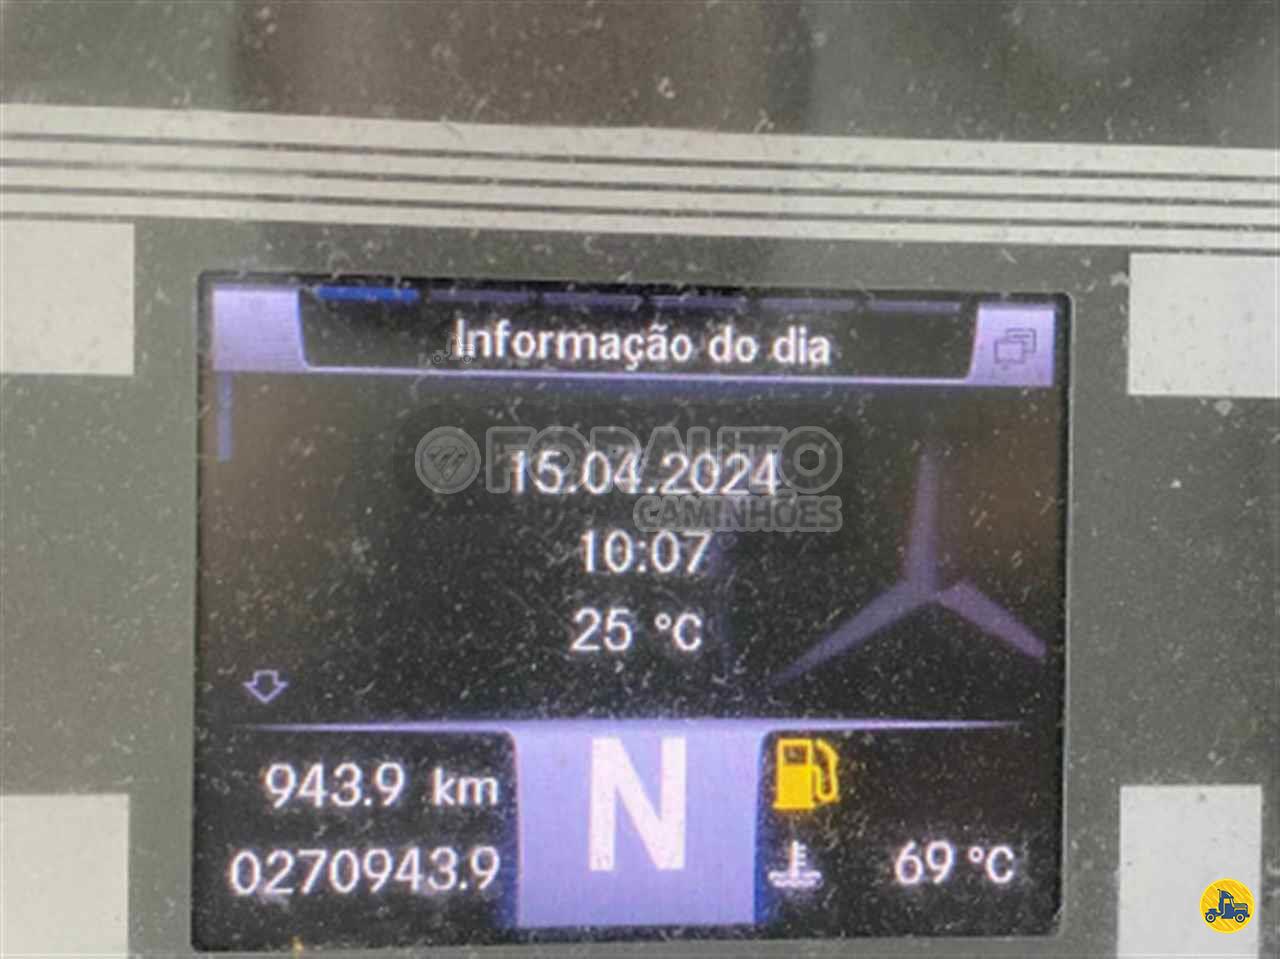 Informação do dia
FORAUTO
15.04.2024
CAMINHÕES
10:07
25 °C
943.9 km
N
0270943.9
69 °C